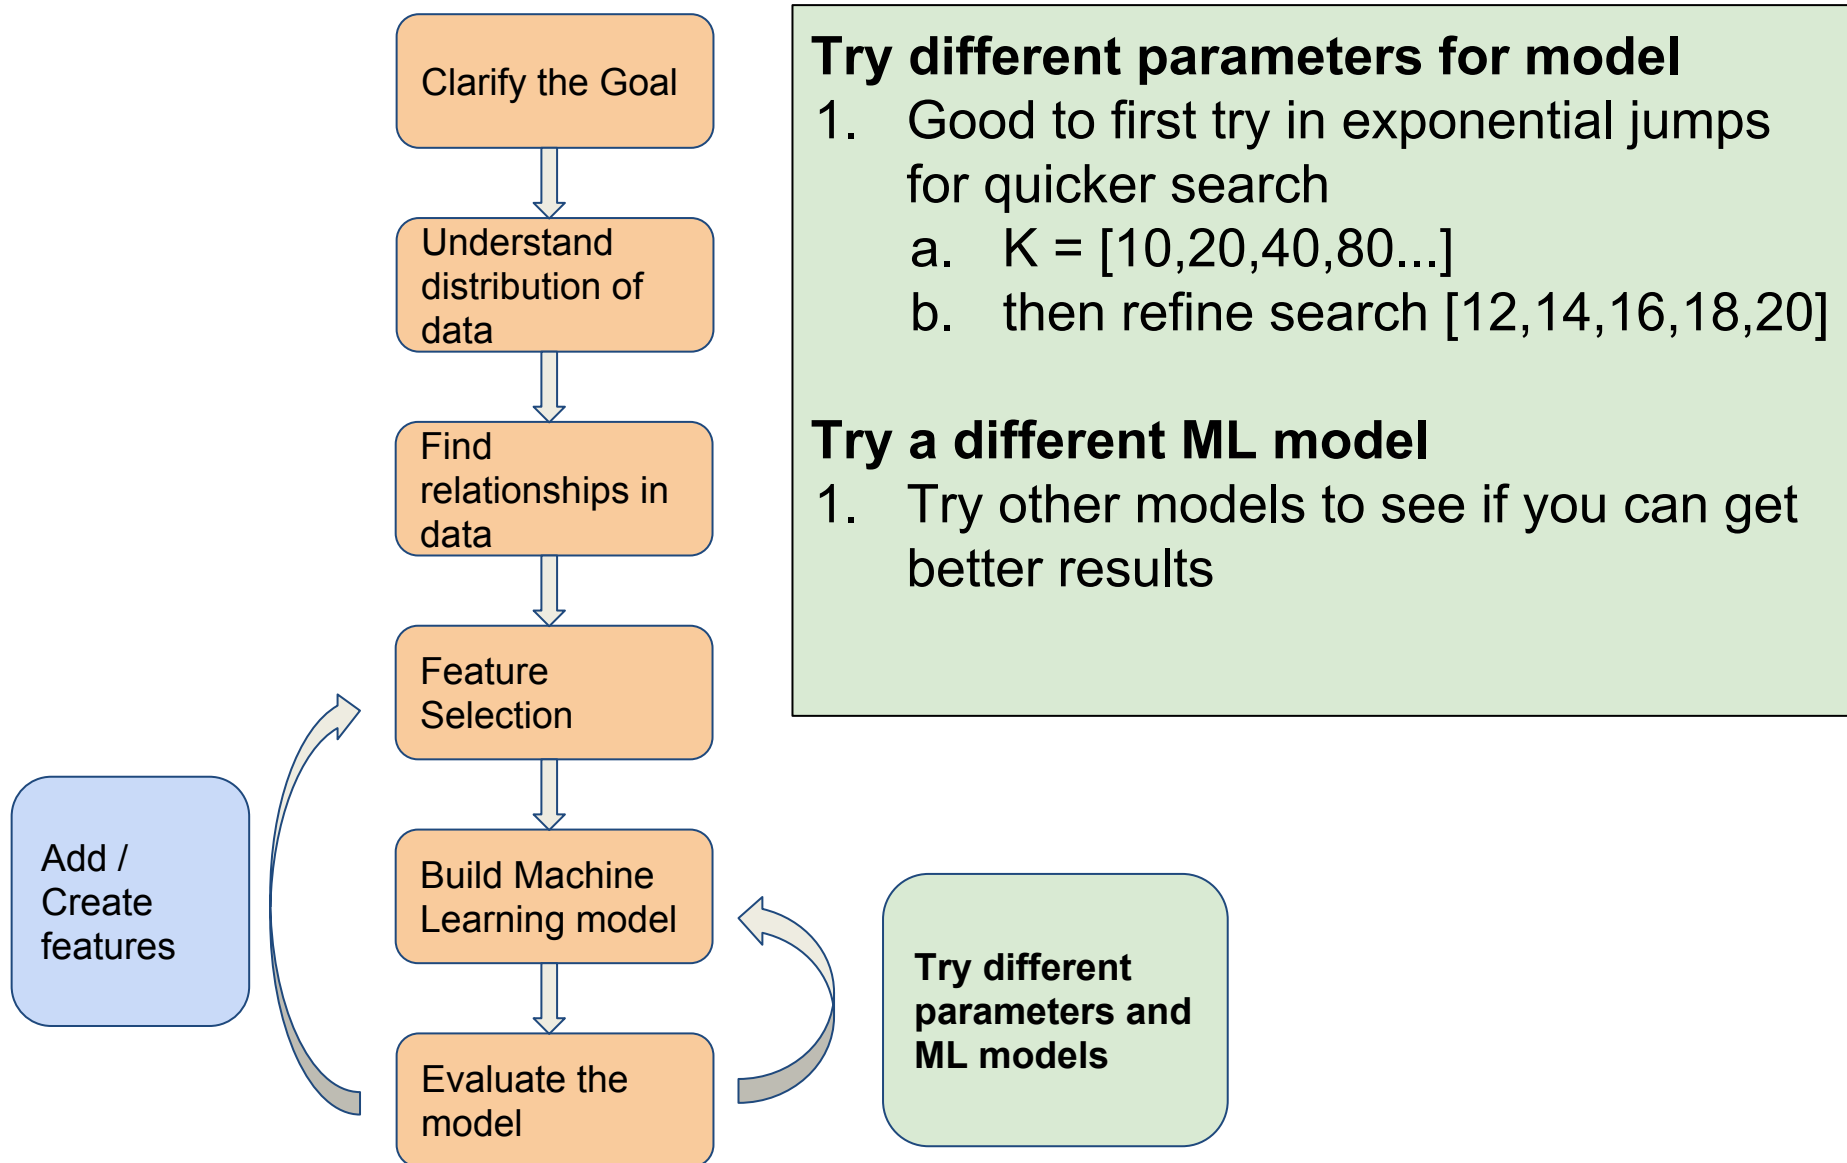 Clarify the Goal
Understand
distribution of
data
Find
relationships in
data
Feature
Selection
Build Machine
Learning model
Evaluate the
model
Add /
Create
features
Try different
parameters and
ML models
Try different parameters for model
1. Good to first try in exponential jumps
for quicker search
a. K = [10,20,40,80...]
b. then refine search [12,14,16,18,20]
Try a different ML model
1. Try other models to see if you can get
better results